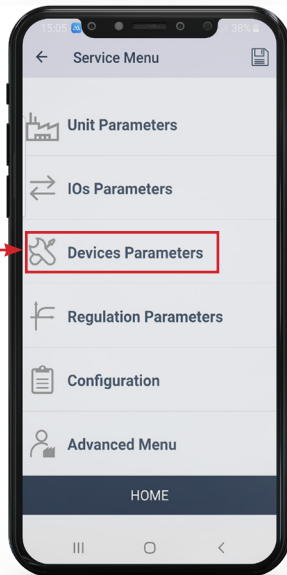 15:05 38%
Service Menu
Unit Parameters
IOs Parameters
Devices Parameters
Regulation Parameters
Configuration
Advanced Menu
HOME